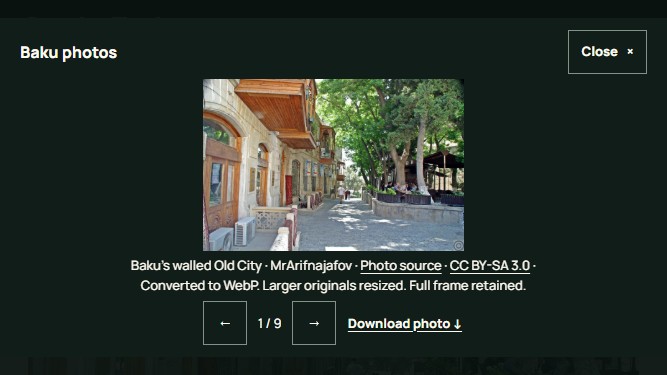 Baku photos
Close ×
Baku's walled Old City · MrArifnajafov · Photo source · CC BY-SA 3.0 ·
Converted to WebP. Larger originals resized. Full frame retained.
← 1 / 9 → Download photo ↓